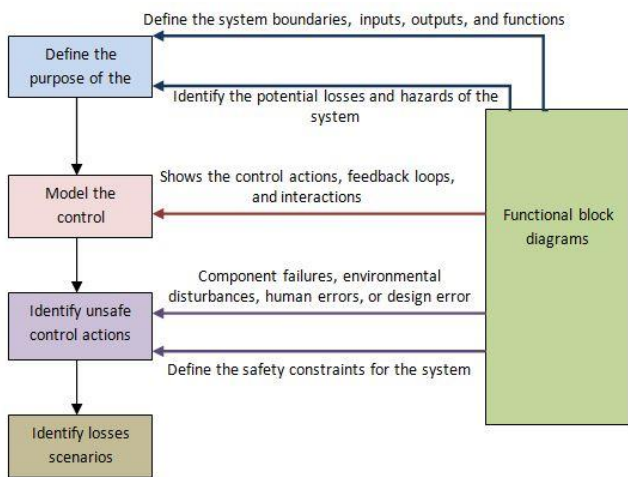 Define the system boundaries, inputs, outputs, and functions
Define the
purpose of the
Identify the potential losses and hazards of the
system
Shows the control actions, feedback loops,
and interactions
Model the
control
Functional block
diagrams
Component failures, environmental
disturbances, human errors, or design error
Identify unsafe
control actions
Define the safety constraints for the system
Identify losses
scenarios